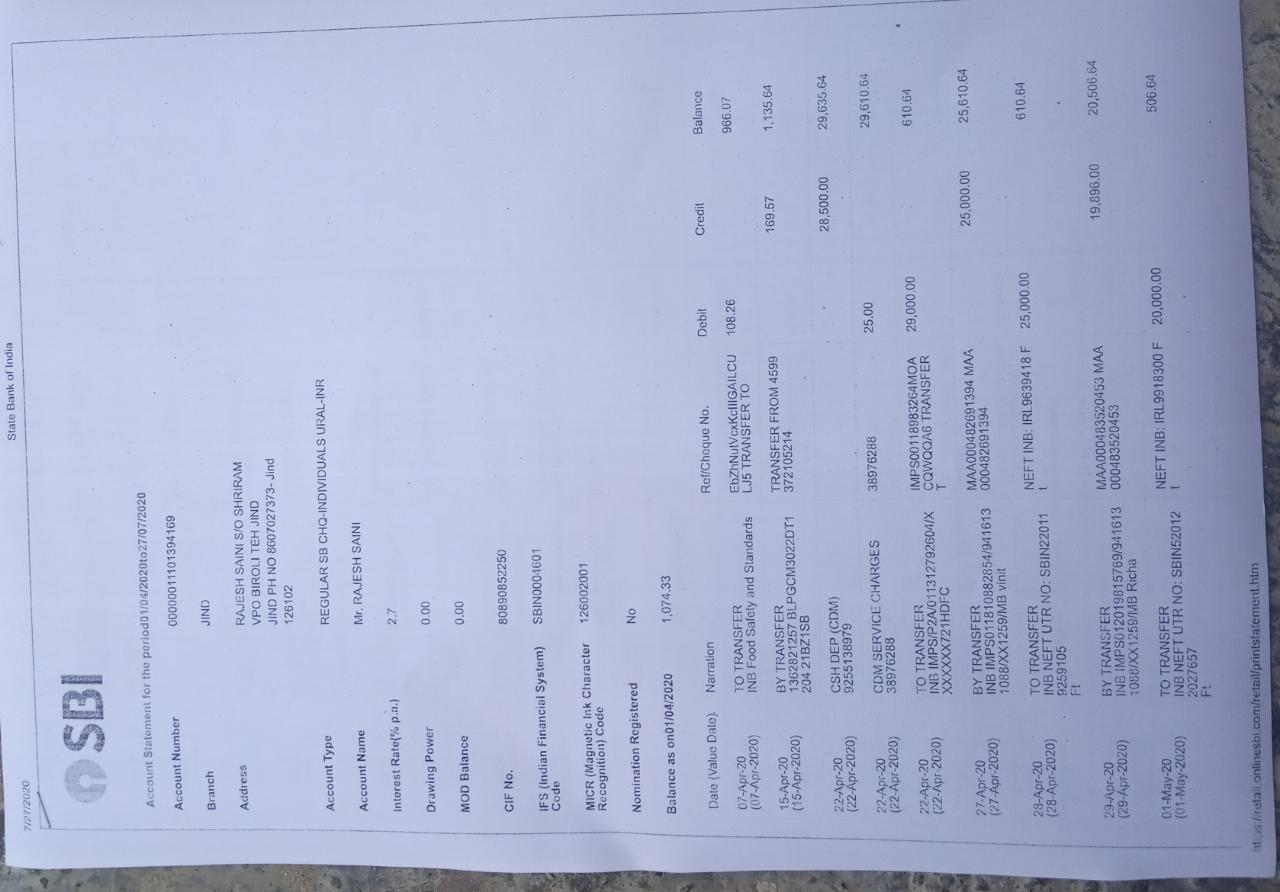 7/27/2020
State Bank of India
SBI
Account Statement for the period01/04/2020to27/07/2020
Account Number 00000011101394169
Branch JIND
Address RAJESH SAINI S/O SHRIRAM
VPO BIROLI TEH JIND
JIND PH NO 8607027373- Jind
126102
Account Type REGULAR SB CHQ-INDIVIDUALS URAL-INR
Account Name Mr. RAJESH SAINI
Interest Rate(% p.a.) 2.7
Drawing Power 0.00
MOD Balance 0.00
CIF No. 80890852250
IFS (Indian Financial System) SBIN0004601
Code
MICR (Magnetic Ink Character 126002001
Recognition) Code
Nomination Registered No
Balance as on01/04/2020 1,074.33
Date (Value Date) Narration Ref/Cheque No. Debit Credit Balance
07-Apr-20 TO TRANSFER 108.26 966.07
(07-Apr-2020) INB Food Safety and Standards LJ5 TRANSFER TO
15-Apr-20 BY TRANSFER TRANSFER FROM 4599 169.57 1,135.64
(15-Apr-2020) 1362821257 BLPGCM3022DT1 372105214
204 21BZ1SB
22-Apr-20 CSH DEP (CDM) 28,500.00 29,635.64
(22-Apr-2020) 9255138979
22-Apr-20 CDM SERVICE CHARGES 38976288 25.00 29,610.64
(22-Apr-2020) 38976288
22-Apr-20 TO TRANSFER IMPS00118983264MOA 29,000.00 610.64
(22-Apr-2020) INB IMPS/P2A/011312792604/X CQWQQA6 TRANSFER
XXXXXX721HDFC T
27-Apr-20 BY TRANSFER MAA000482691394 MAA 25,000.00 25,610.64
(27-Apr-2020) INB IMPS011810882854/941613 000482691394
1088/XX1259/MB vinit
28-Apr-20 TO TRANSFER NEFT INB: IRL9639418 F 25,000.00 610.64
(28-Apr-2020) INB NEFT UTR NO: SBIN22011 t
9259105
Ft
29-Apr-20 BY TRANSFER MAA000483520453 MAA 19,896.00 20,506.64
(29-Apr-2020) INB IMPS012019815769/941613 000483520453
1088/XX1259/MB Richa
01-May-20 TO TRANSFER NEFT INB: IRL9918300 F 20,000.00 506.64
(01-May-2020) INB NEFT UTR NO: SBIN52012 t
2027657
Ft
https://retail.onlinesbi.com/retail/printstatement.htm